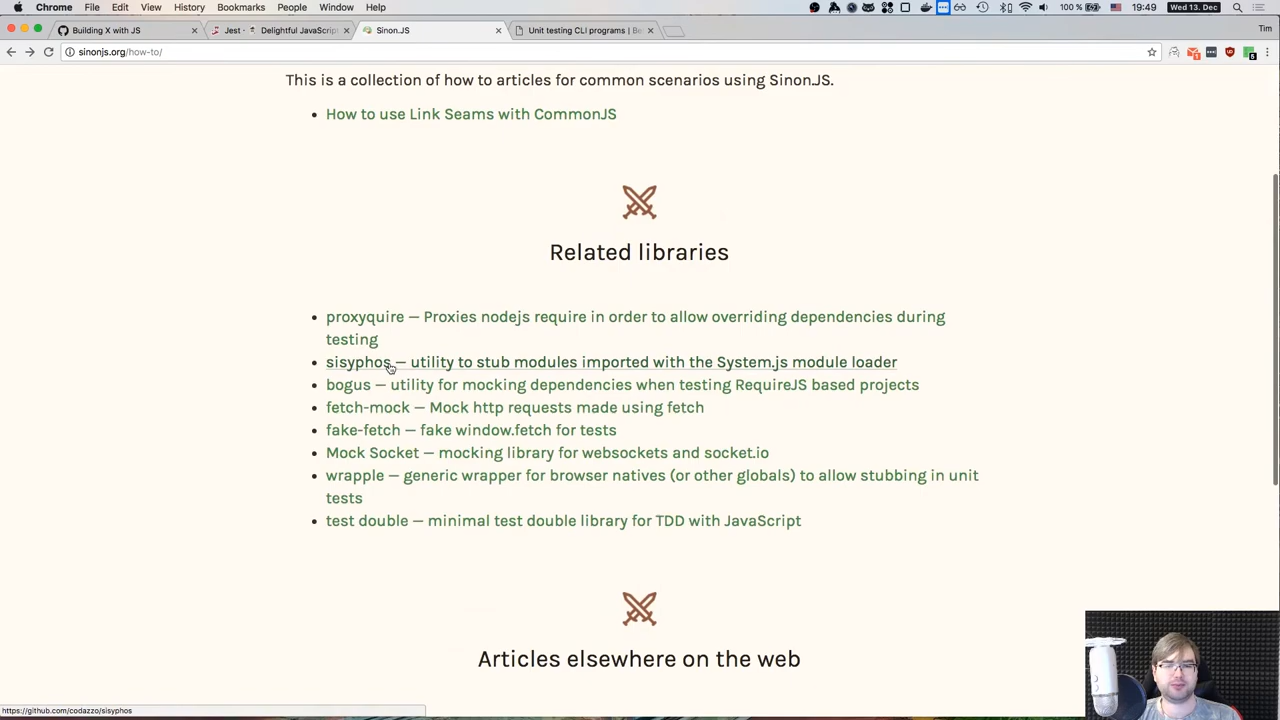 Chrome File Edit View History Bookmarks People Window Help 100 % Wed 13. Dec 19:49
Building X with JS
Jest · Delightful JavaScript
Sinon.JS
Unit testing CLI programs | Be
Tim
sinonjs.org/how-to/
This is a collection of how to articles for common scenarios using Sinon.JS.
• How to use Link Seams with CommonJS
Related libraries
• proxyquire — Proxies nodejs require in order to allow overriding dependencies during
testing
• sisyphos — utility to stub modules imported with the System.js module loader
• bogus — utility for mocking dependencies when testing RequireJS based projects
• fetch-mock — Mock http requests made using fetch
• fake-fetch — fake window.fetch for tests
• Mock Socket — mocking library for websockets and socket.io
• wrapple — generic wrapper for browser natives (or other globals) to allow stubbing in unit
tests
• test double — minimal test double library for TDD with JavaScript
Articles elsewhere on the web
https://github.com/codazzo/sisyphos